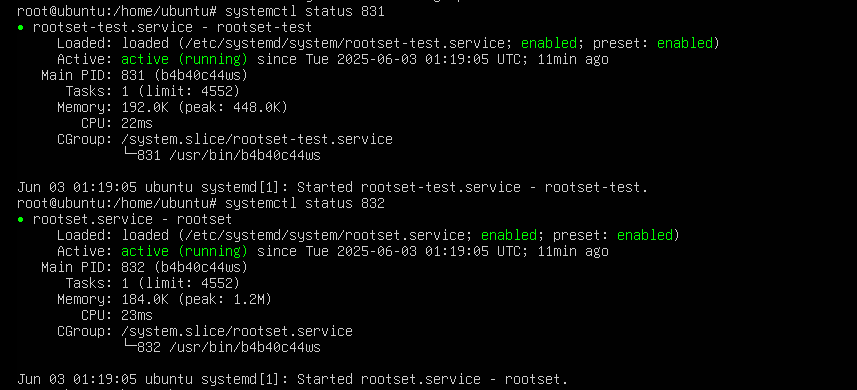 root@ubuntu:/home/ubuntu# systemctl status 831
● rootset-test.service - rootset-test
     Loaded: loaded (/etc/systemd/system/rootset-test.service; enabled; preset: enabled)
     Active: active (running) since Tue 2025-06-03 01:19:05 UTC; 11min ago
   Main PID: 831 (b4b40c44ws)
      Tasks: 1 (limit: 4552)
     Memory: 192.0K (peak: 448.0K)
        CPU: 22ms
     CGroup: /system.slice/rootset-test.service
             └─831 /usr/bin/b4b40c44ws

Jun 03 01:19:05 ubuntu systemd[1]: Started rootset-test.service - rootset-test.
root@ubuntu:/home/ubuntu# systemctl status 832
● rootset.service - rootset
     Loaded: loaded (/etc/systemd/system/rootset.service; enabled; preset: enabled)
     Active: active (running) since Tue 2025-06-03 01:19:05 UTC; 11min ago
   Main PID: 832 (b4b40c44ws)
      Tasks: 1 (limit: 4552)
     Memory: 184.0K (peak: 1.2M)
        CPU: 23ms
     CGroup: /system.slice/rootset.service
             └─832 /usr/bin/b4b40c44ws

Jun 03 01:19:05 ubuntu systemd[1]: Started rootset.service - rootset.